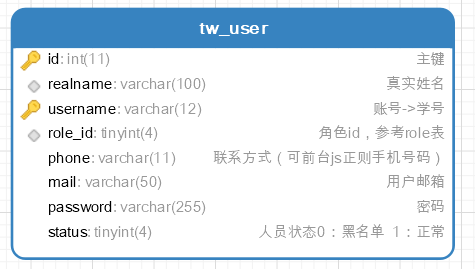 tw_user
id: int(11) 主键
realname: varchar(100) 真实姓名
username: varchar(12) 账号->学号
role_id: tinyint(4) 角色id，参考role表
phone: varchar(11) 联系方式（可前台js正则手机号码）
mail: varchar(50) 用户邮箱
password: varchar(255) 密码
status: tinyint(4) 人员状态0：黑名单 1：正常